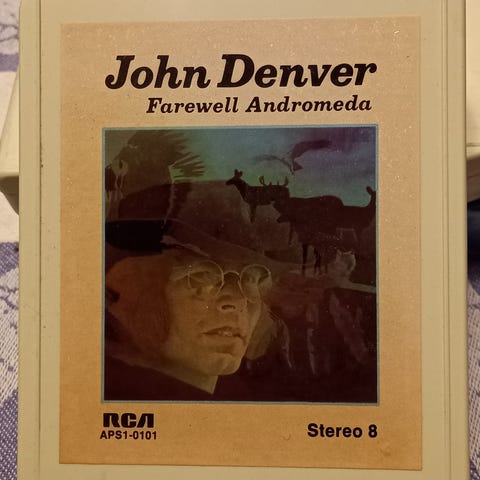 John Denver
Farewell Andromeda
RCA
APS1-0101
Stereo 8